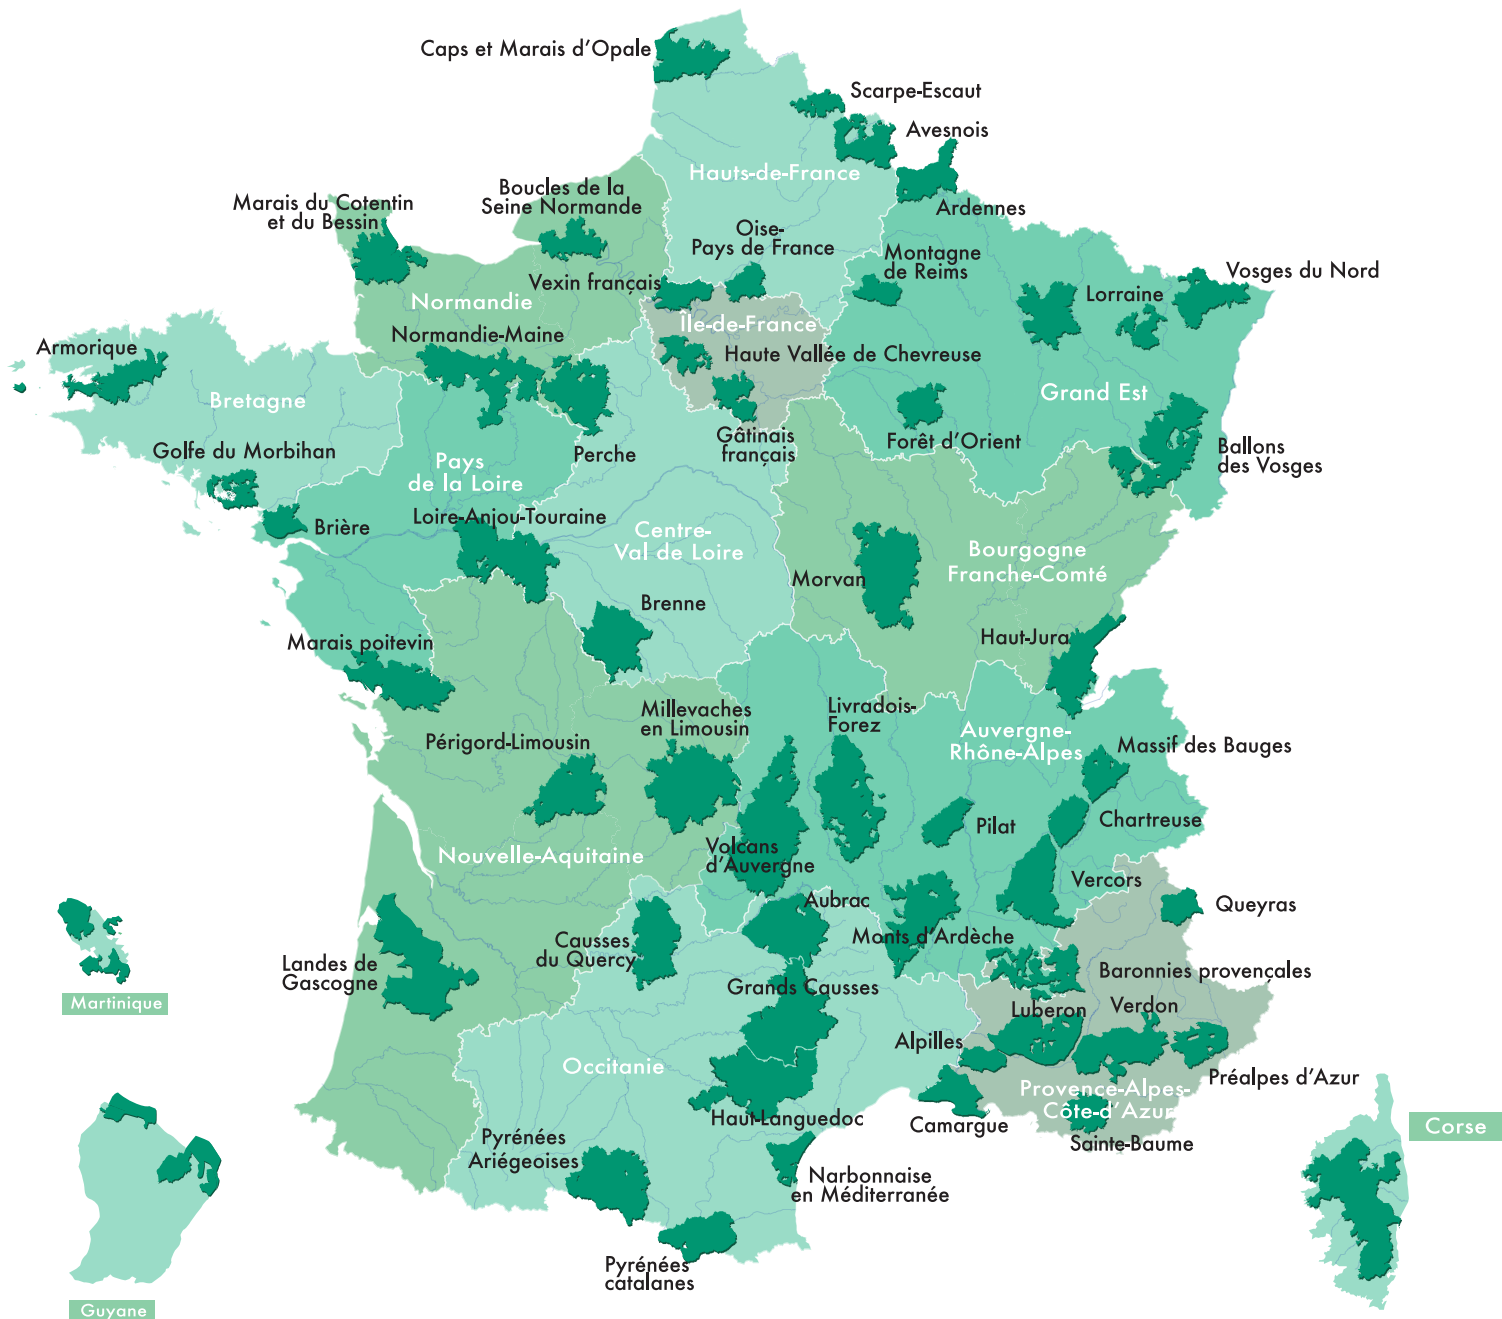 Caps et Marais d'Opale
Scarpe-Escaut
Avesnois
Hauts-de-France
Ardennes
Boucles de la
Seine Normande
Marais du Cotentin
et du Bessin
Oise-
Pays de France
Montagne
de Reims
Vosges du Nord
Lorraine
Vexin français
Normandie
Île-de-France
Normandie-Maine
Armorique
Haute Vallée de Chevreuse
Grand Est
Bretagne
Gâtinais
français
Forêt d'Orient
Ballons
des Vosges
Golfe du Morbihan
Perche
Pays
de la Loire
Brière
Loire-Anjou-Touraine
Centre-
Val de Loire
Bourgogne
Franche-Comté
Morvan
Brenne
Haut-Jura
Marais poitevin
Millevaches
en Limousin
Livradois-
Forez
Auvergne-
Rhône-Alpes
Périgord-Limousin
Massif des Bauges
Pilat
Chartreuse
Nouvelle-Aquitaine
Volcans
d'Auvergne
Vercors
Aubrac
Queyras
Causses
du Quercy
Monts d'Ardèche
Landes de
Gascogne
Baronnies provençales
Grands Causses
Martinique
Luberon
Verdon
Alpilles
Occitanie
Préalpes d'Azur
Provence-Alpes-
Côte-d'Azur
Haut-Languedoc
Camargue
Corse
Sainte-Baume
Pyrénées
Ariégeoises
Narbonnaise
en Méditerranée
Pyrénées
catalanes
Guyane